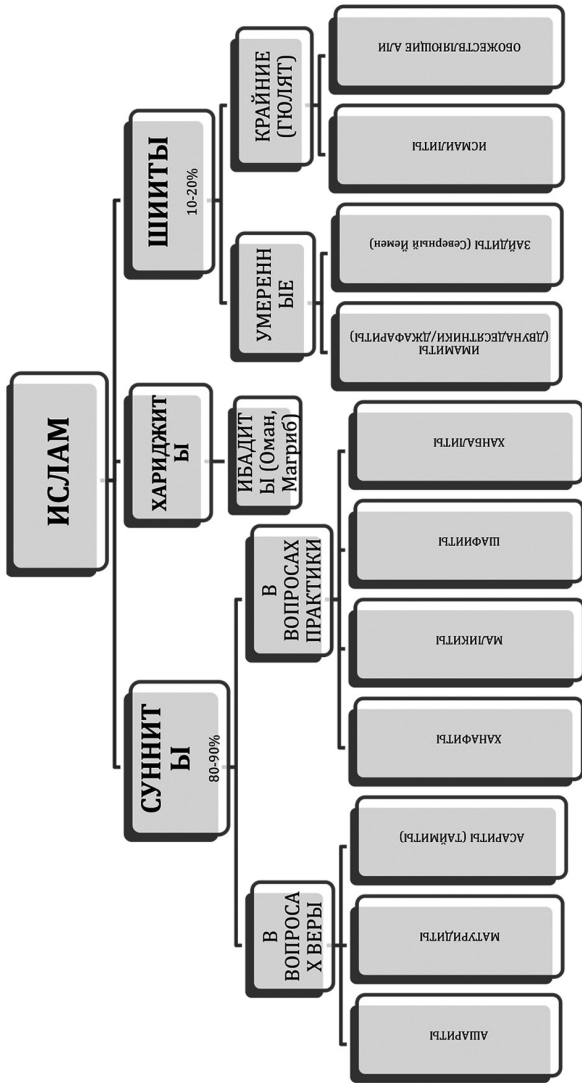 ИСЛАМ
СУННИТ
Ы
80-90%
ХАРИДЖИТ
Ы
ШИИТЫ
10-20%
В
ВОПРОСА
Х ВЕРЫ
В
ВОПРОСАХ
ПРАКТИКИ
ИБАДИТ
Ы (Оман,
Магриб)
УМЕРЕНН
ЫЕ
КРАЙНИЕ
(ГЮЛЯТ)
АШАРИТЫ
МАТУРИДИТЫ
АСАРИТЫ (ТАЙМИТЫ)
ХАНАФИТЫ
МАЛИКИТЫ
ШАФИИТЫ
ХАНБАЛИТЫ
ИМАМИТЫ
(ДВУНАДЕСЯТНИКИ/ДЖАФАРИТЫ)
ЗАЙДИТЫ (Северный Йемен)
ИСМАИЛИТЫ
ОБОЖЕСТВЛЯЮЩИЕ АЛИ